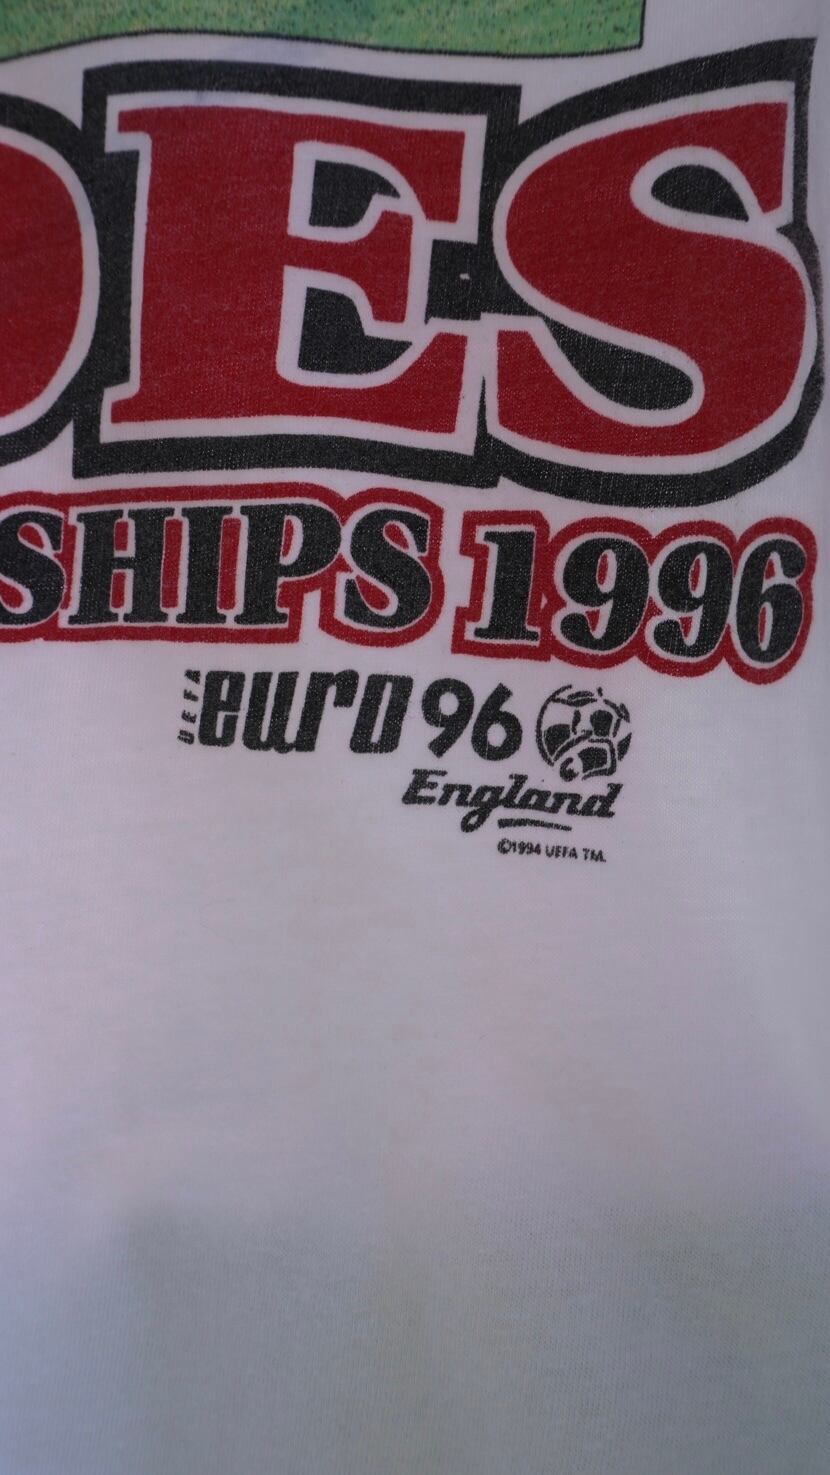 DES
SHIPS 1996
UEFA euro 96
England
©1994 UEFA TM.